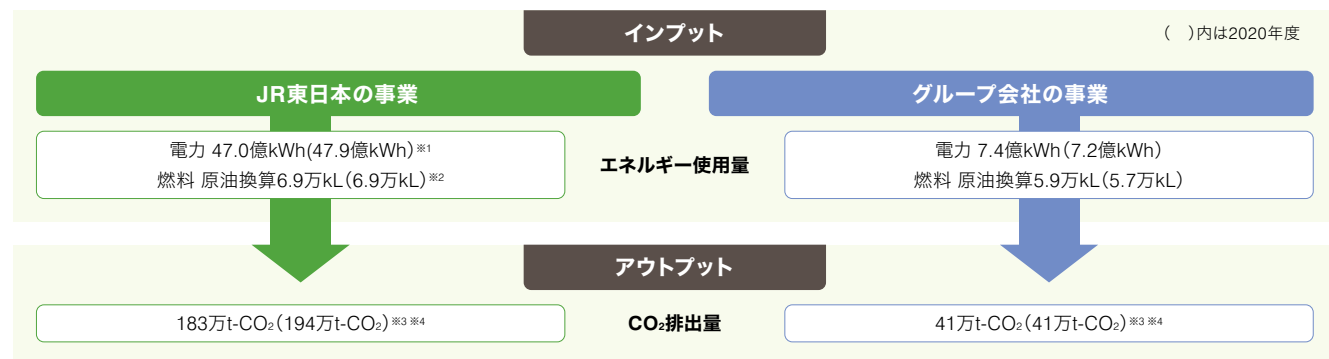 インプット
(　)内は2020年度
JR東日本の事業
グループ会社の事業
電力 47.0億kWh(47.9億kWh)※1
燃料 原油換算6.9万kL(6.9万kL)※2
エネルギー使用量
電力 7.4億kWh(7.2億kWh)
燃料 原油換算5.9万kL(5.7万kL)
アウトプット
183万t-CO₂(194万t-CO₂)※3 ※4
CO₂排出量
41万t-CO₂(41万t-CO₂)※3 ※4